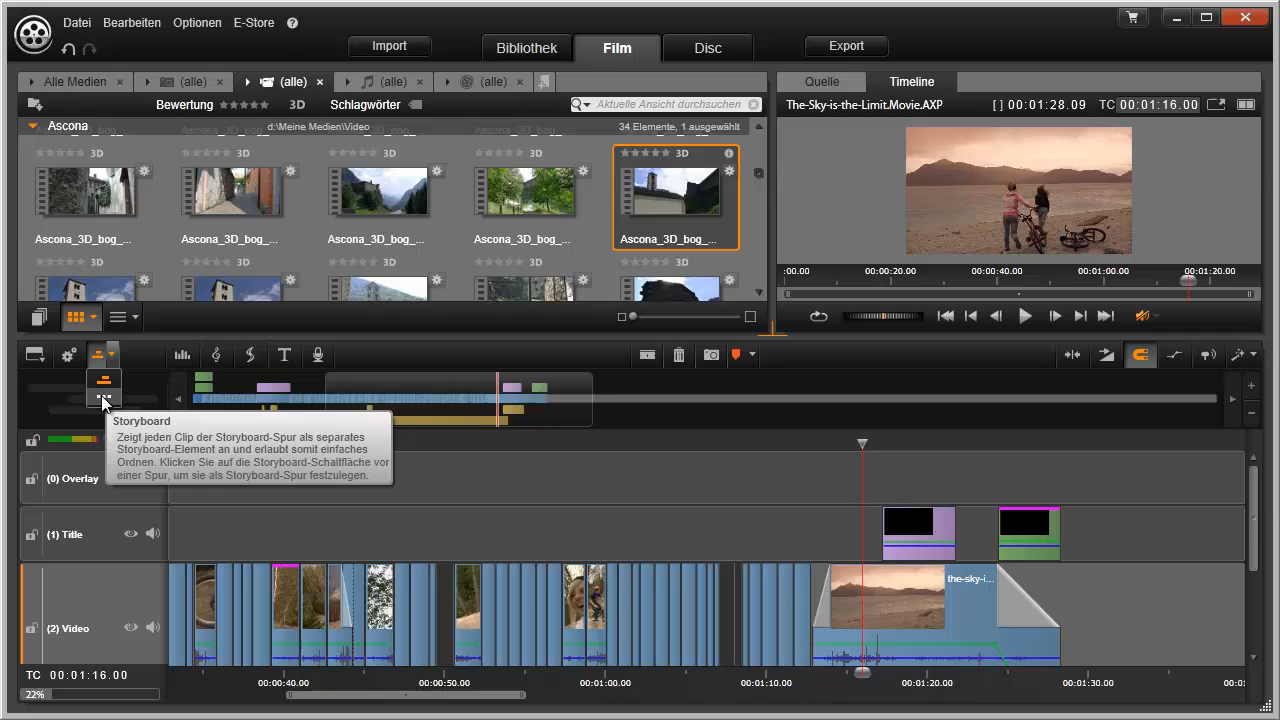 Datei Bearbeiten Optionen E-Store ?
Import Bibliothek Film Disc Export
Alle Medien × (alle) × (alle) × (alle) × (alle) ×
Quelle Timeline
Bewertung 3D Schlagwörter Aktuelle Ansicht durchsuchen
The-Sky-is-the-Limit.Movie.AXP [ ] 00:01:28.09 TC 00:01:16.00
Ascona d:\Meine Medien\Video 34 Elemente, 1 ausgewählt
3D 3D 3D 3D 3D
Ascona_3D_bog_... Ascona_3D_bog_... Ascona_3D_bog_... Ascona_3D_bog_... Ascona_3D_bog_...
3D 3D 3D 3D 3D
:00.00 00:00:20.00 00:00:40.00 00:01:00.00 00:01:20.00
Storyboard
Zeigt jeden Clip der Storyboard-Spur als separates
Storyboard-Element an und erlaubt somit einfaches
Ordnen. Klicken Sie auf die Storyboard-Schaltfläche vor
einer Spur, um sie als Storyboard-Spur festzulegen.
(0) Overlay
(1) Title
(2) Video
the-sky-i...
TC 00:01:16.00
22%
00:00:40.00 00:00:50.00 00:01:00.00 00:01:10.00 00:01:20.00 00:01:30.00 00:0